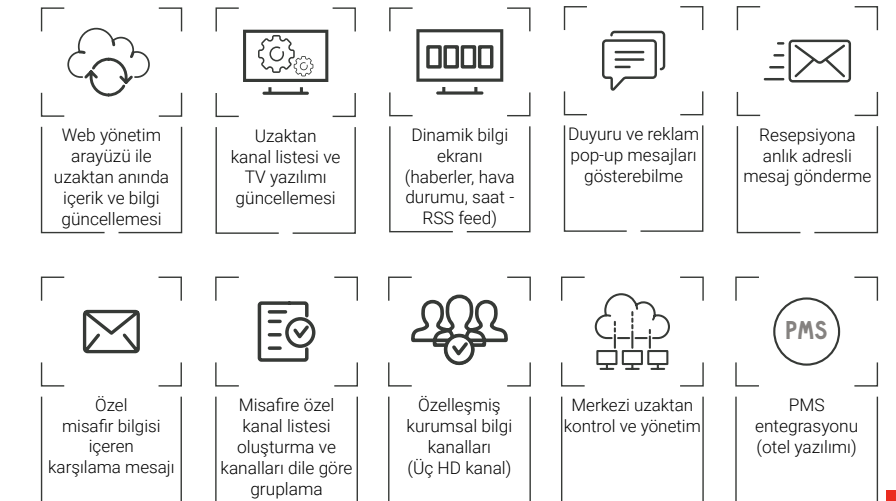 Web yönetim
arayüzü ile
uzaktan anında
içerik ve bilgi
güncellemesi
Uzaktan
kanal listesi ve
TV yazılımı
güncellemesi
Dinamik bilgi
ekranı
(haberler, hava
durumu, saat -
RSS feed)
Duyuru ve reklam
pop-up mesajları
gösterebilme
Resepsiyona
anlık adresli
mesaj gönderme
Özel
misafir bilgisi
içeren
karşılama mesajı
Misafire özel
kanal listesi
oluşturma ve
kanalları dile göre
gruplama
Özelleşmiş
kurumsal bilgi
kanalları
(Üç HD kanal)
Merkezi uzaktan
kontrol ve yönetim
PMS
PMS
entegrasyonu
(otel yazılımı)